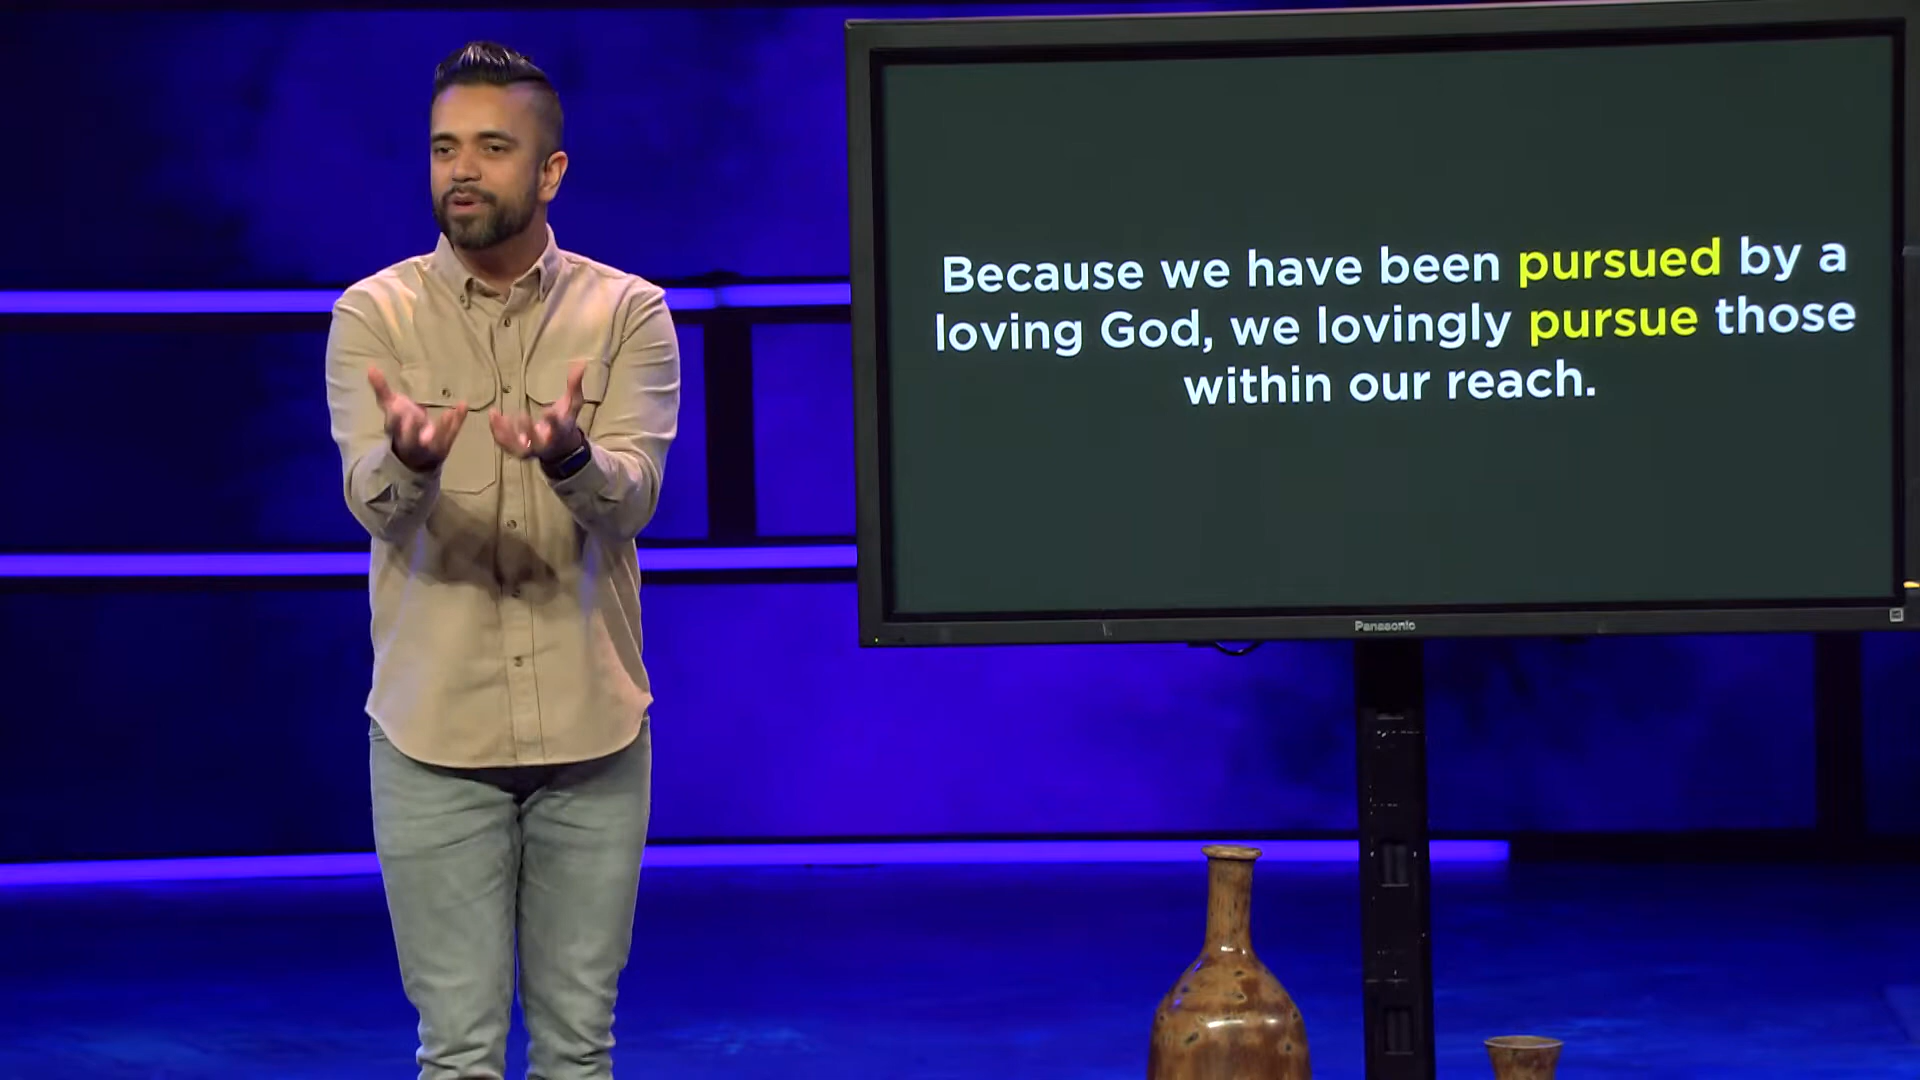 Because we have been pursued by a
loving God, we lovingly pursue those
within our reach.
Panasonic